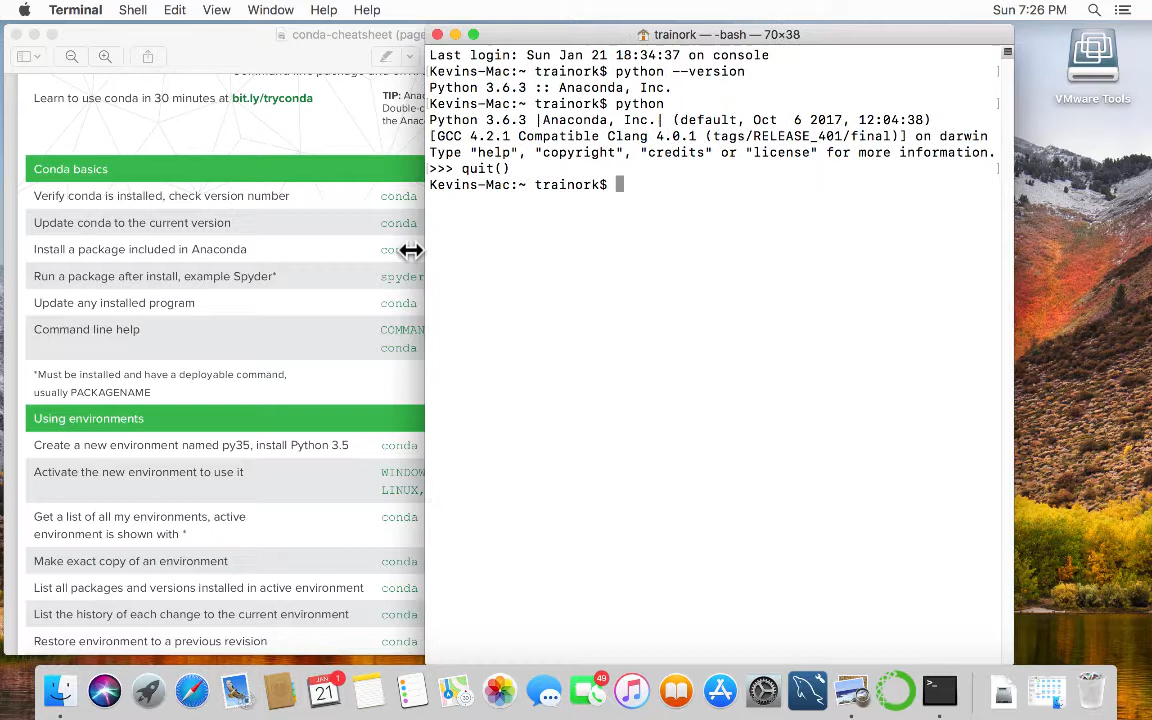 Terminal Shell Edit View Window Help Help Sun 7:26 PM
conda-cheatsheet (page
trainork — -bash — 70×38
Learn to use conda in 30 minutes at bit.ly/tryconda
TIP: Ana
Double-c
the Anac
Conda basics
Verify conda is installed, check version number conda
Update conda to the current version conda
Install a package included in Anaconda
Run a package after install, example Spyder* spyder
Update any installed program conda
Command line help COMMAN
conda
*Must be installed and have a deployable command,
usually PACKAGENAME
Using environments
Create a new environment named py35, install Python 3.5 conda
Activate the new environment to use it WINDOW
LINUX,
Get a list of all my environments, active conda
environment is shown with *
Make exact copy of an environment conda
List all packages and versions installed in active environment conda
List the history of each change to the current environment conda
Restore environment to a previous revision conda
Last login: Sun Jan 21 18:34:37 on console
Kevins-Mac:~ trainork$ python --version
Python 3.6.3 :: Anaconda, Inc.
Kevins-Mac:~ trainork$ python
Python 3.6.3 |Anaconda, Inc.| (default, Oct  6 2017, 12:04:38)
[GCC 4.2.1 Compatible Clang 4.0.1 (tags/RELEASE_401/final)] on darwin
Type "help", "copyright", "credits" or "license" for more information.
>>> quit()
Kevins-Mac:~ trainork$
VMware Tools
21
1
49